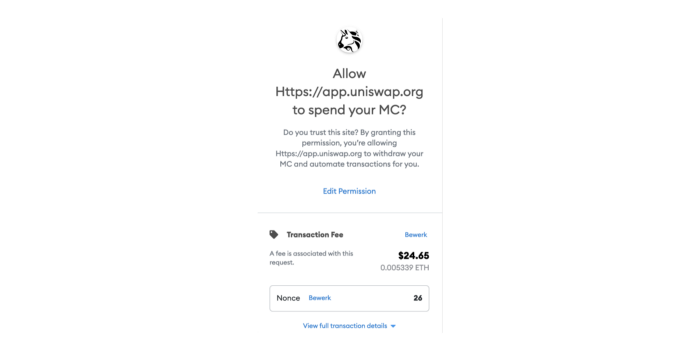 Allow
Https://app.uniswap.org
to spend your MC?
Do you trust this site? By granting this
permission, you're allowing
Https://app.uniswap.org to withdraw your
MC and automate transactions for you.
Edit Permission
Transaction Fee Bewerk
A fee is associated with this
request.
$24.65
0.005339 ETH
Nonce Bewerk 26
View full transaction details